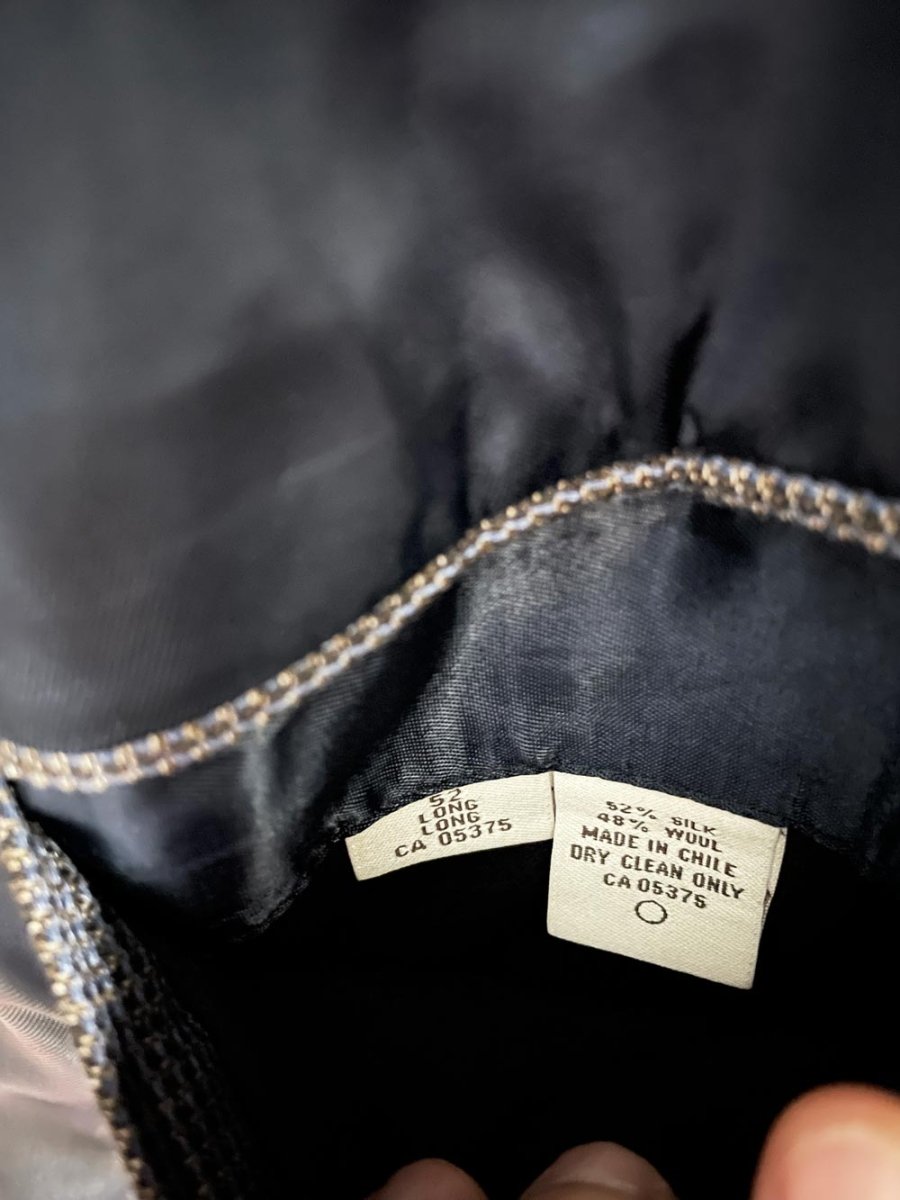 52
LONG
LONG
CA 05375
52% SILK
48% WOOL
MADE IN CHILE
DRY CLEAN ONLY
CA 05375